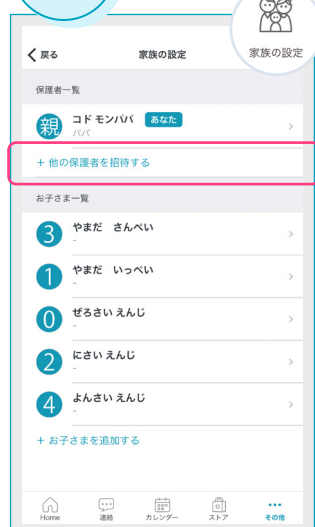 家族の設定
戻る 家族の設定
保護者一覧
親 コドモンパパ あなた
パパ
+ 他の保護者を招待する
お子さま一覧
3 やまだ さんぺい
-
1 やまだ いっぺい
-
0 ぜろさい えんじ
-
2 にさい えんじ
-
4 よんさい えんじ
-
+ お子さまを追加する
Home 連絡 カレンダー ストア その他